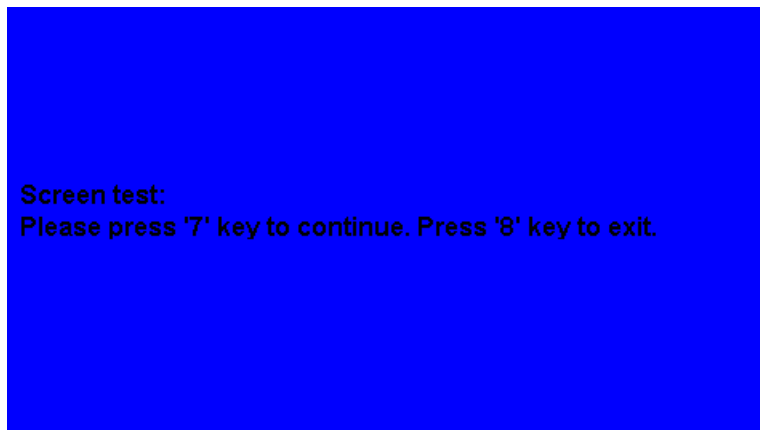 Screen test:
Please press '7' key to continue. Press '8' key to exit.